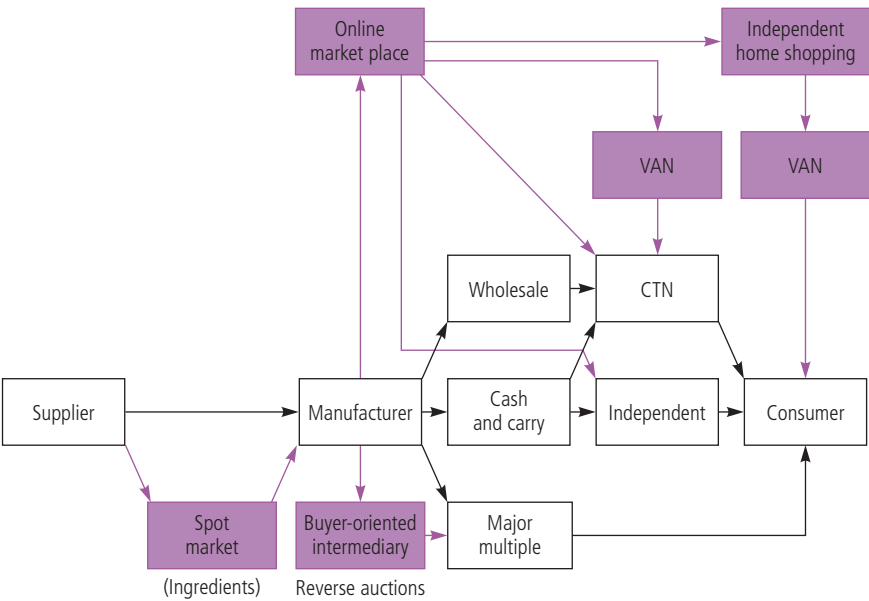 Online
market place
Independent
home shopping
VAN
VAN
Wholesale
CTN
Supplier
Manufacturer
Cash
and carry
Independent
Consumer
Spot
market
Buyer-oriented
intermediary
Major
multiple
(Ingredients)
Reverse auctions